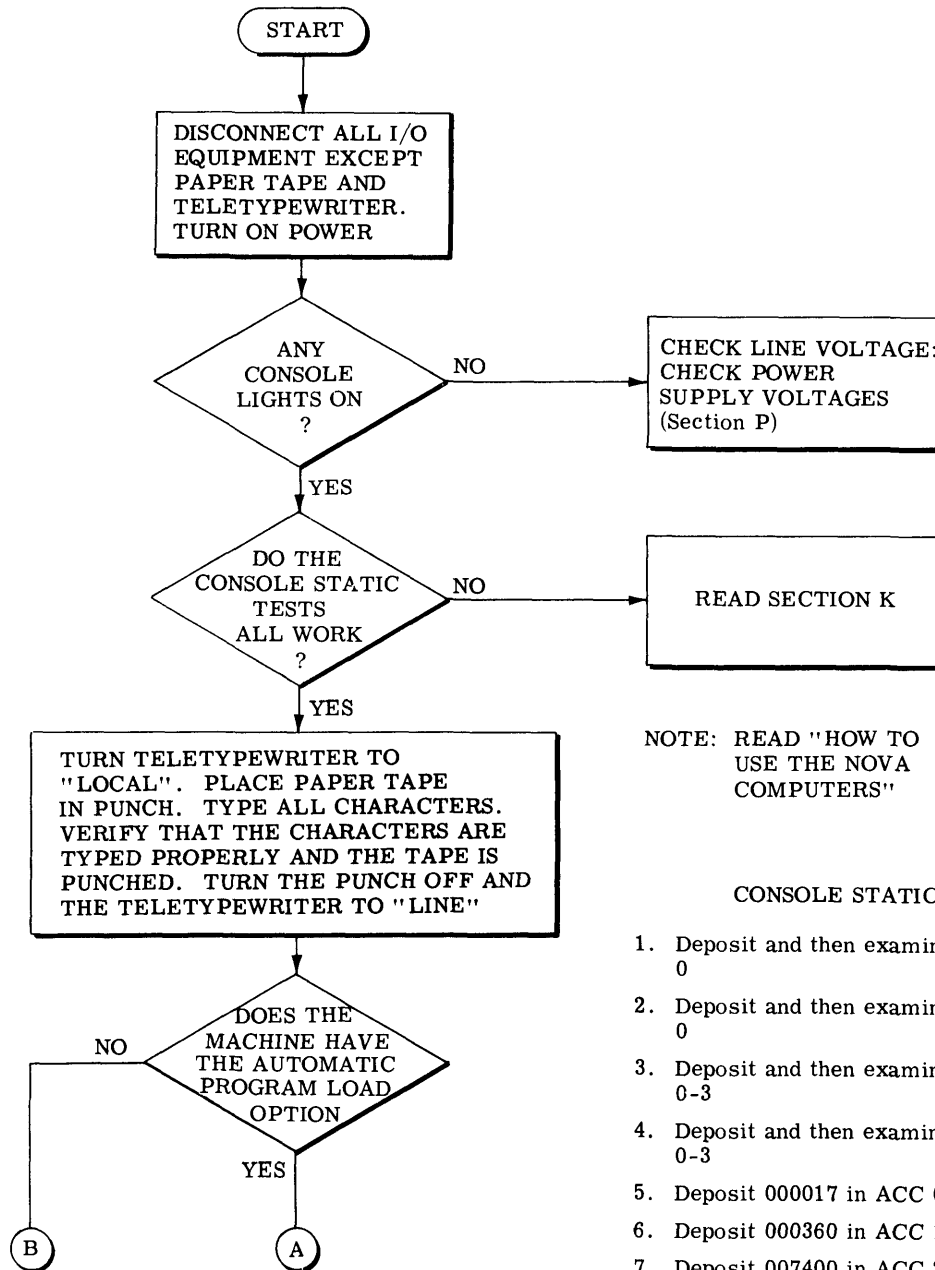 START
DISCONNECT ALL I/O
EQUIPMENT EXCEPT
PAPER TAPE AND
TELETYPEWRITER.
TURN ON POWER
ANY
CONSOLE
LIGHTS ON
?
NO
CHECK LINE VOLTAGE:
CHECK POWER
SUPPLY VOLTAGES
(Section P)
YES
DO THE
CONSOLE STATIC
TESTS
ALL WORK
?
NO
READ SECTION K
YES
TURN TELETYPEWRITER TO
"LOCAL". PLACE PAPER TAPE
IN PUNCH. TYPE ALL CHARACTERS.
VERIFY THAT THE CHARACTERS ARE
TYPED PROPERLY AND THE TAPE IS
PUNCHED. TURN THE PUNCH OFF AND
THE TELETYPEWRITER TO "LINE"
NOTE: READ "HOW TO
USE THE NOVA
COMPUTERS"
DOES THE
MACHINE HAVE
THE AUTOMATIC
PROGRAM LOAD
OPTION
NO
YES
B
A
CONSOLE STATIC
1. Deposit and then
0
2. Deposit and then
0
3. Deposit and then
0-3
4. Deposit and then
0-3
5. Deposit 000017 in ACC
6. Deposit 000360 in ACC
7. Deposit 007400 in ACC